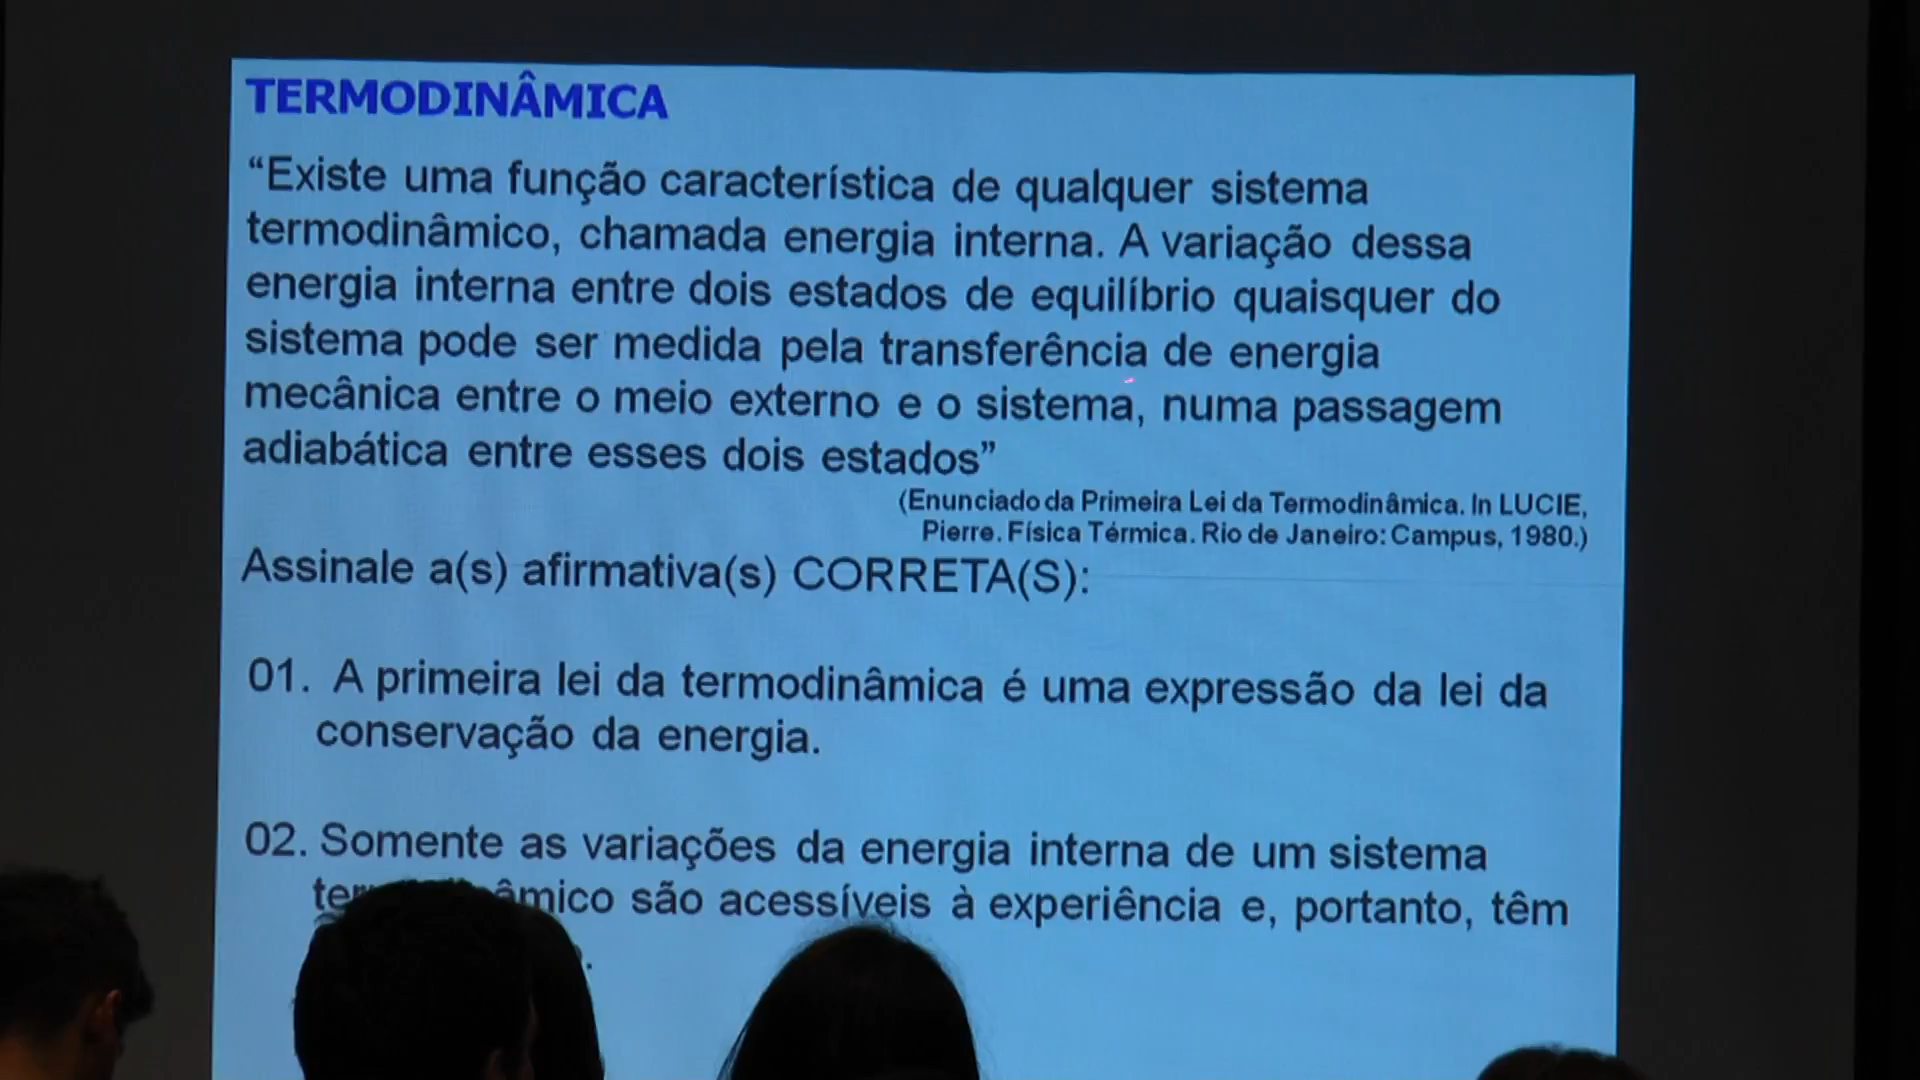 TERMODINÂMICA
“Existe uma função característica de qualquer sistema
termodinâmico, chamada energia interna. A variação dessa
energia interna entre dois estados de equilíbrio quaisquer do
sistema pode ser medida pela transferência de energia
mecânica entre o meio externo e o sistema, numa passagem
adiabática entre esses dois estados”
(Enunciado da Primeira Lei da Termodinâmica. In LUCIE,
Pierre. Física Térmica. Rio de Janeiro: Campus, 1980.)
Assinale a(s) afirmativa(s) CORRETA(S):
01. A primeira lei da termodinâmica é uma expressão da lei da
conservação da energia.
02. Somente as variações da energia interna de um sistema
são acessíveis à experiência e, portanto, têm